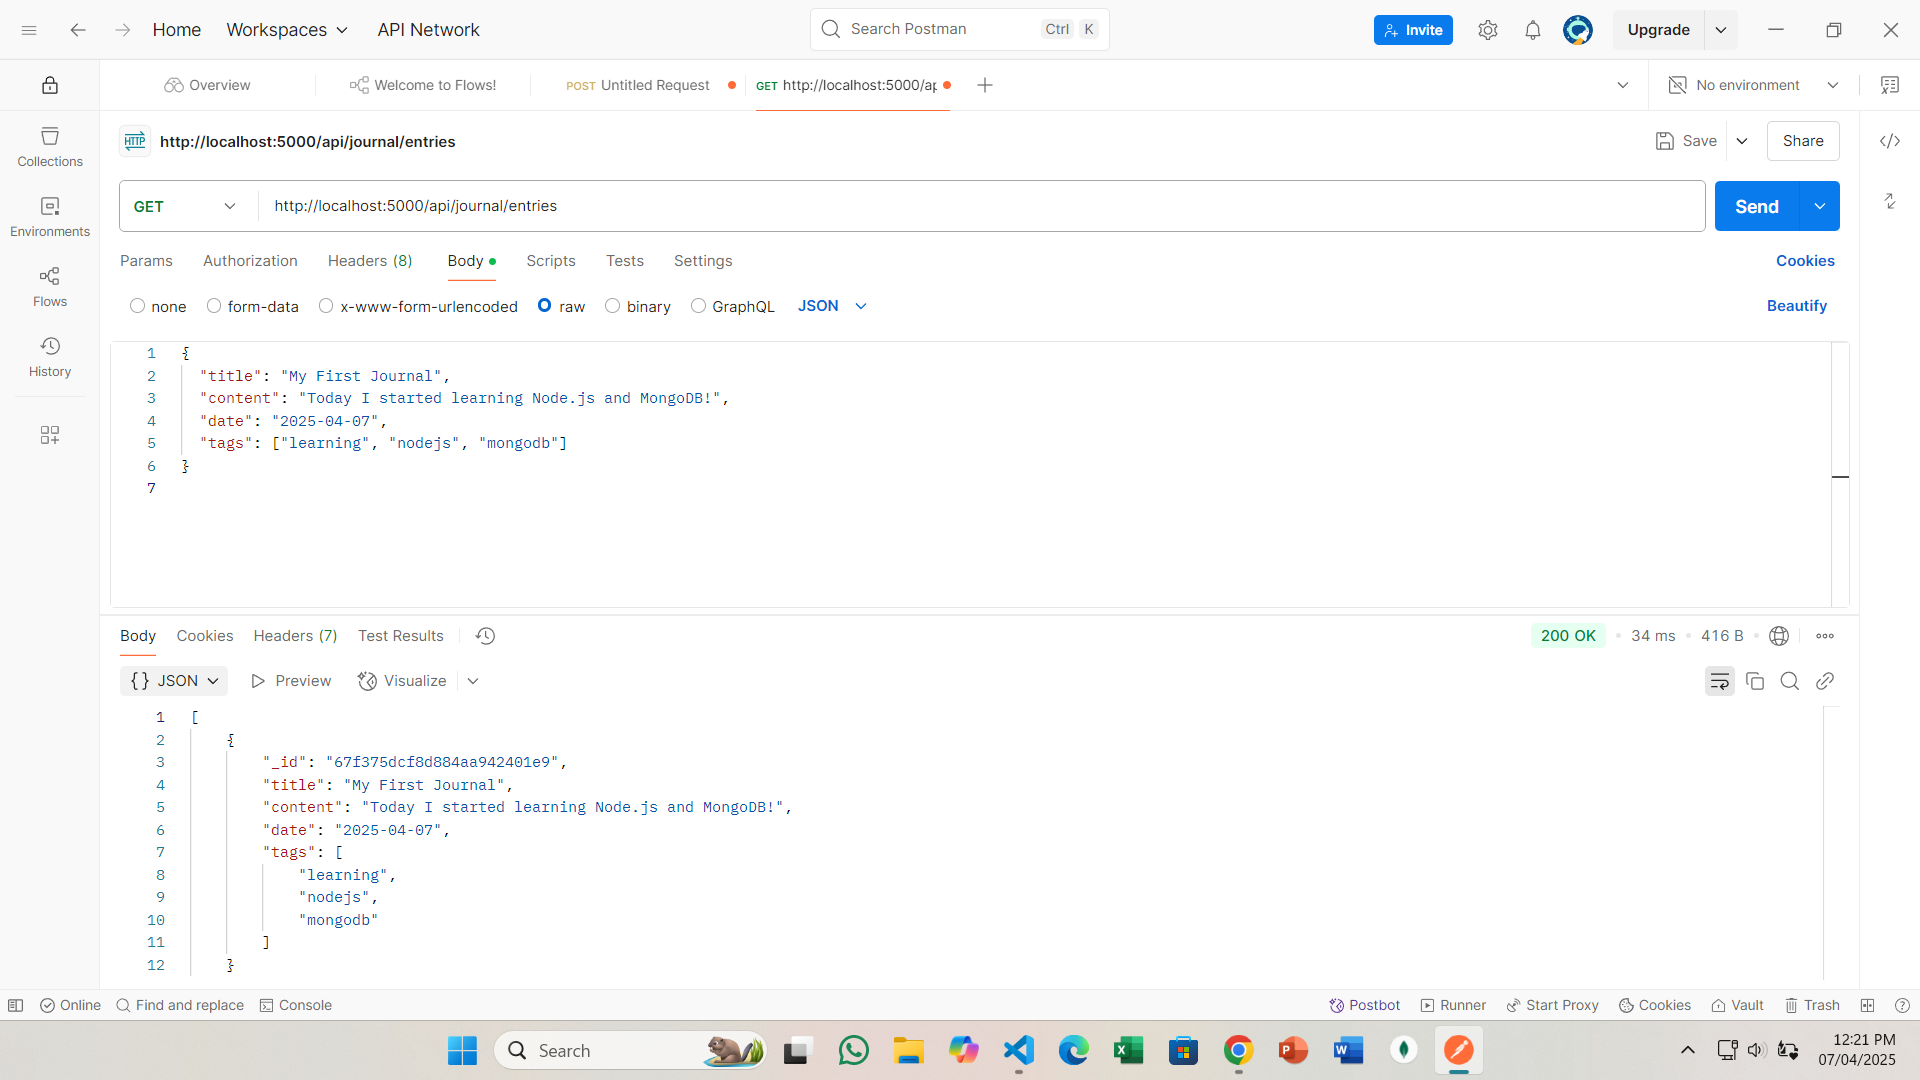 Home Workspaces API Network Search Postman Ctrl K Invite Upgrade
Overview Welcome to Flows! POST Untitled Request GET http://localhost:5000/ap No environment
HTTP http://localhost:5000/api/journal/entries Save Share
Collections
GET http://localhost:5000/api/journal/entries Send
Environments
Params Authorization Headers (8) Body Scripts Tests Settings Cookies
Flows
none form-data x-www-form-urlencoded raw binary GraphQL JSON Beautify
History
1 {
2 "title": "My First Journal",
3 "content": "Today I started learning Node.js and MongoDB!",
4 "date": "2025-04-07",
5 "tags": ["learning", "nodejs", "mongodb"]
6 }
7
Body Cookies Headers (7) Test Results 200 OK 34 ms 416 B
{} JSON Preview Visualize
1 [
2 {
3 "_id": "67f375dcf8d884aa942401e9",
4 "title": "My First Journal",
5 "content": "Today I started learning Node.js and MongoDB!",
6 "date": "2025-04-07",
7 "tags": [
8 "learning",
9 "nodejs",
10 "mongodb"
11 ]
12 }
Online Find and replace Console Postbot Runner Start Proxy Cookies Vault Trash
Search 12:21 PM
07/04/2025